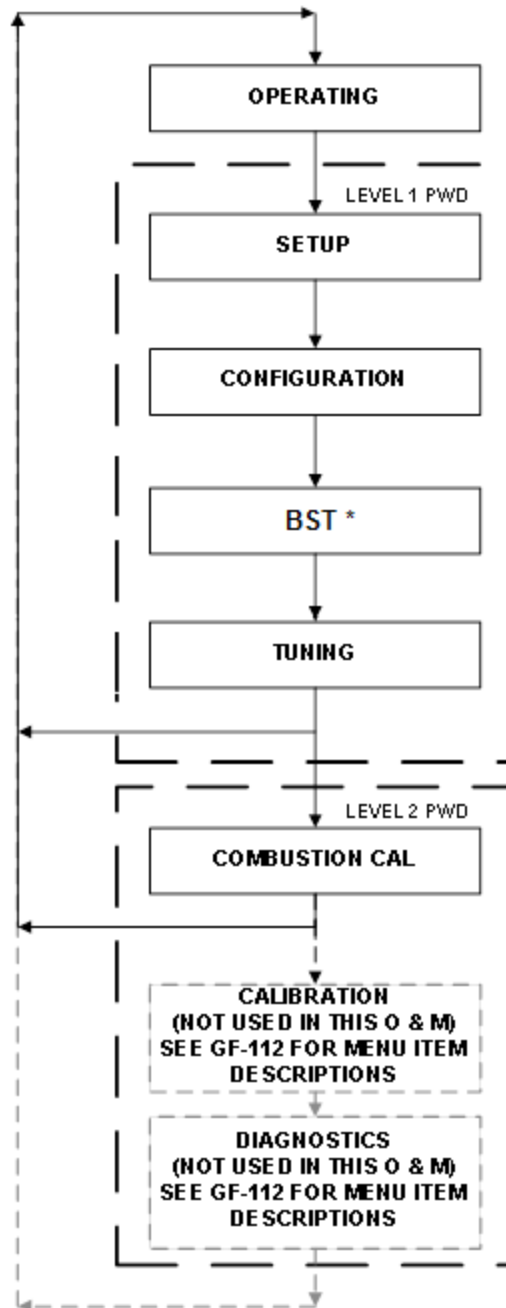 OPERATING
LEVEL 1 PWD
SETUP
CONFIGURATION
BST *
TUNING
LEVEL 2 PWD
COMBUSTION CAL
CALIBRATION
(NOT USED IN THIS O & M)
SEE GF-112 FOR MENU ITEM
DESCRIPTIONS
DIAGNOSTICS
(NOT USED IN THIS O & M)
SEE GF-112 FOR MENU ITEM
DESCRIPTIONS